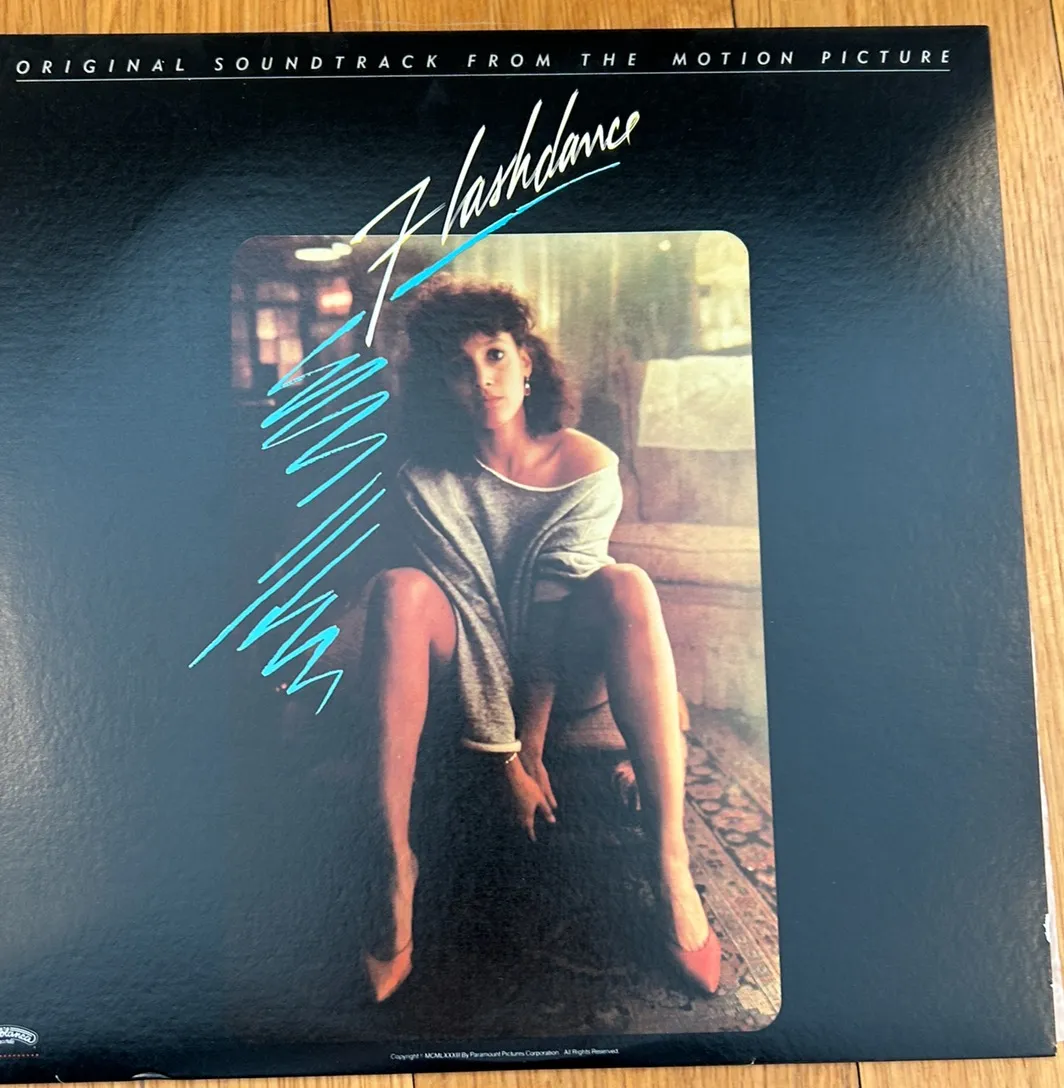 ORIGINAL SOUNDTRACK FROM THE MOTION PICTURE
Flashdance
Copyright MCMLXXXIII By Paramount Pictures Corporation. All Rights Reserved.